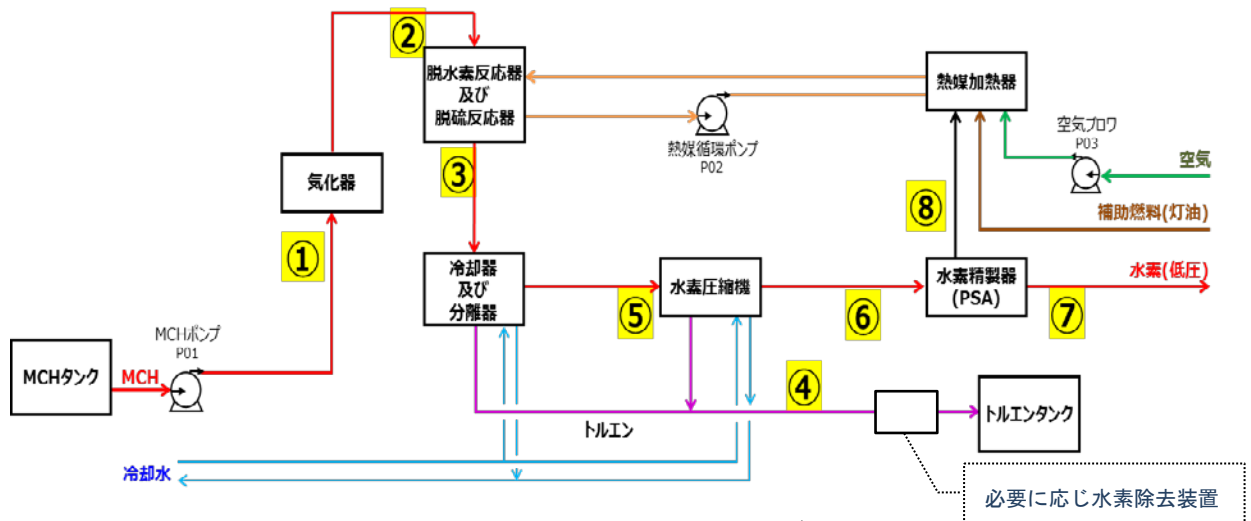 ②
脱水素反応器
及び
脱硫反応器
熱媒加熱器
空気ブロワ
P03
熱媒循環ポンプ
P02
空気
③
気化器
⑧
補助燃料(灯油)
①
冷却器
及び
分離器
⑤
水素圧縮機
⑥
水素精製器
(PSA)
水素(低圧)
⑦
MCHポンプ
P01
MCHタンク
MCH
④
トルエン
トルエンタンク
冷却水
必要に応じ水素除去装置